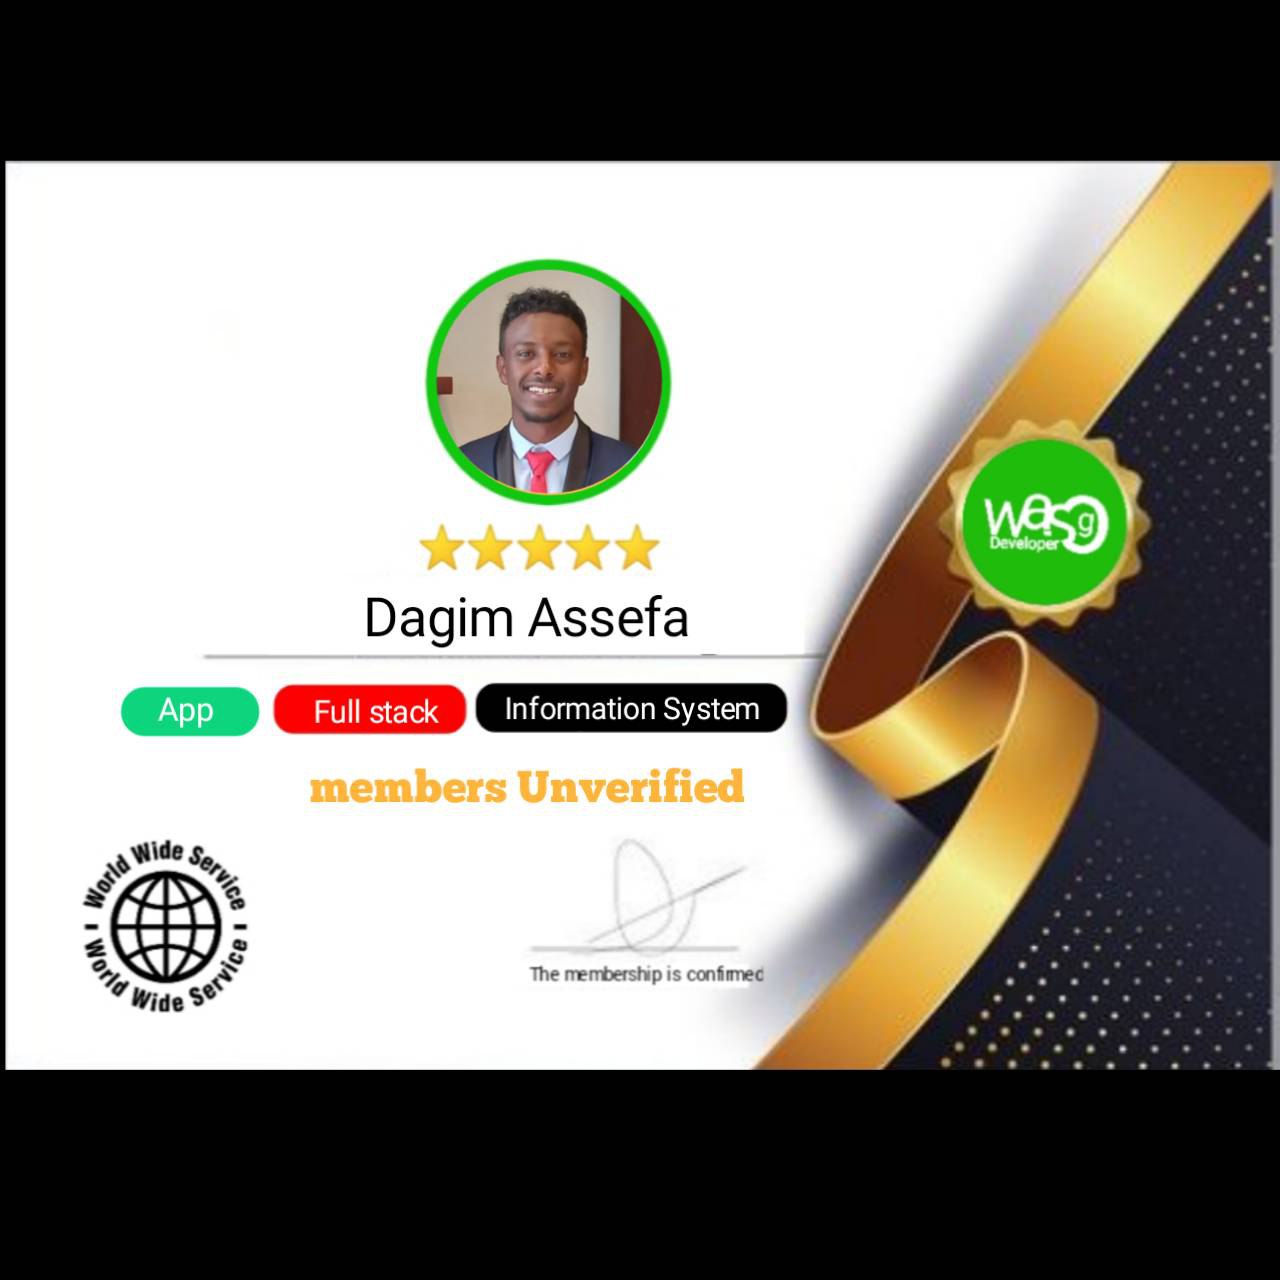 Wasg
Developer
Dagim Assefa
App
Full stack
Information System
members Unverified
World Wide Service
World Wide Service
The membership is confirmed